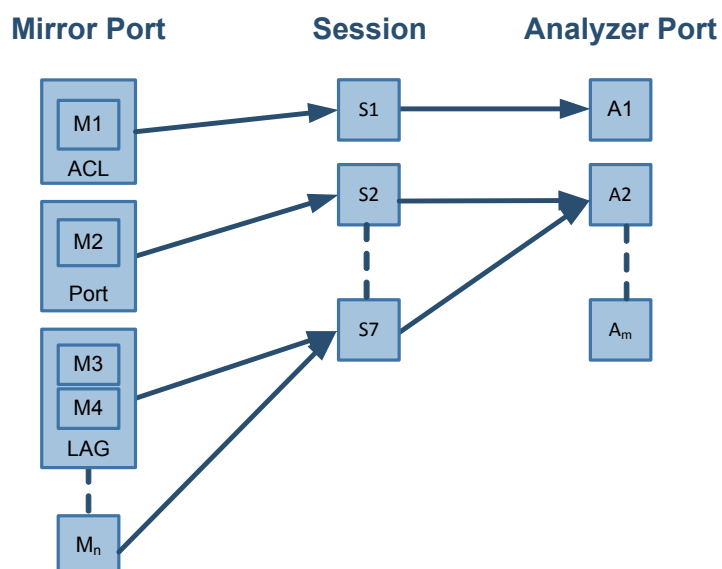 Mirror Port Session Analyzer Port
M1
ACL
S1
A1
M2
Port
S2
A2
M3
M4
LAG
S7
Am
Mn